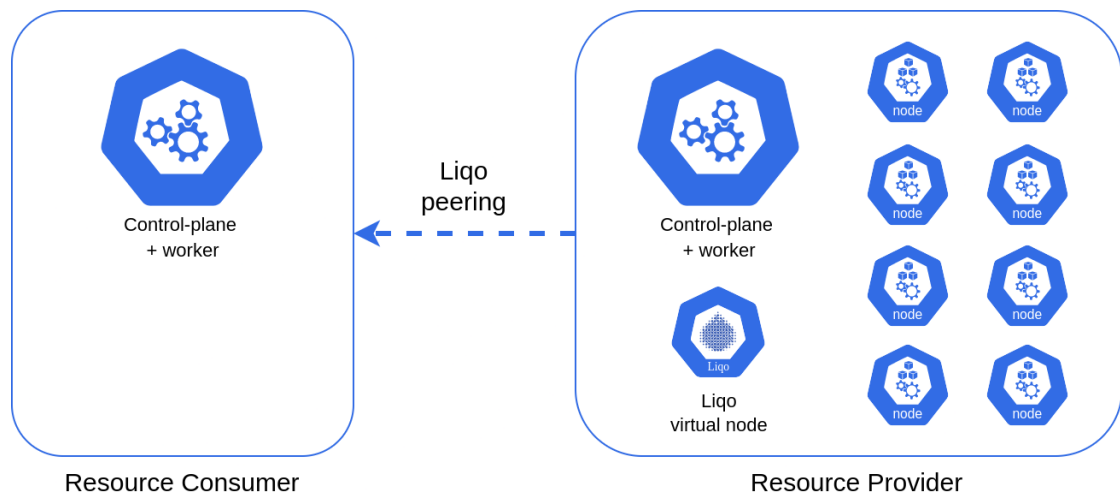 Control-plane
+ worker
Liqo
peering
Control-plane
+ worker
Liqo
Liqo
virtual node
node
node
node
node
node
node
node
node
Resource Consumer
Resource Provider